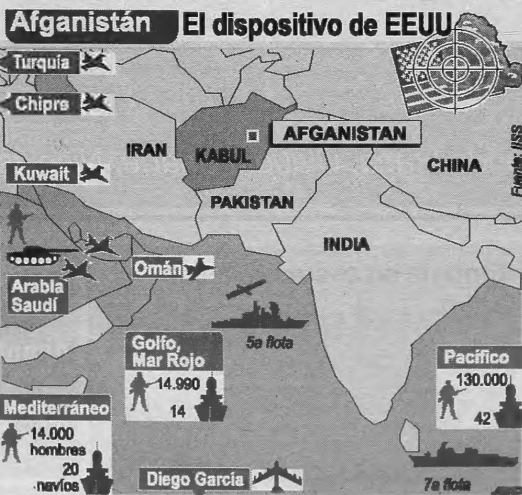 Afganistán
El dispositivo de EEUU
Turquía
Chipre
Kuwait
IRAN
KABUL
AFGANISTAN
CHINA
Fuente: IISS
PAKISTAN
INDIA
Arabia
Saudí
Omán
5a flota
Golfo,
Mar Rojo
14.990
14
Pacífico
130.000
42
Mediterráneo
14.000
hombres
20
navíos
Diego García
7a flota